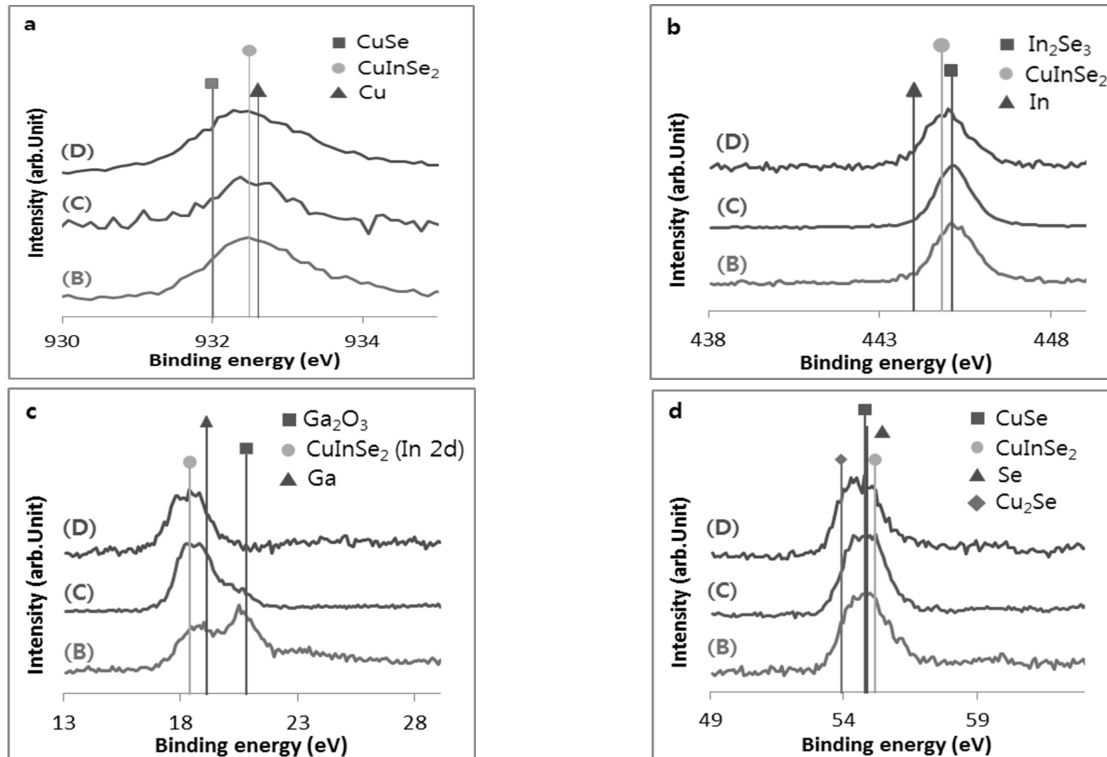 a
CuSe
CuInSe₂
Cu
(D)
(C)
(B)
Intensity (arb.Unit)
930 932 934
Binding energy (eV)
b
In₂Se₃
CuInSe₂
In
(D)
(C)
(B)
Intensity (arb.Unit)
438 443 448
Binding energy (eV)
c
Ga₂O₃
CuInSe₂ (In 2d)
Ga
(D)
(C)
(B)
Intensity (arb.Unit)
13 18 23 28
Binding energy (eV)
d
CuSe
CuInSe₂
Se
Cu₂Se
(D)
(C)
(B)
Intensity (arb.Unit)
49 54 59
Binding energy (eV)